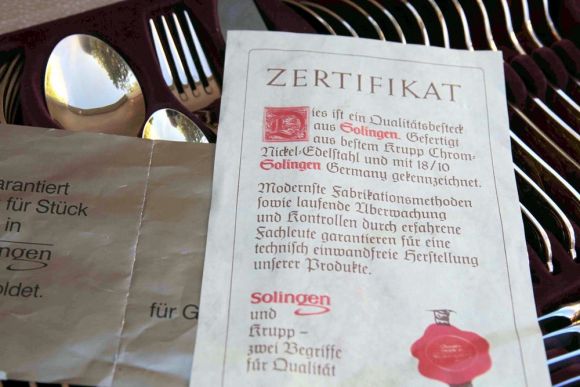 ZERTIFIKAT
Dies ist ein Qualitätsbesteck
aus Solingen. Gefertigt
aus bestem Krupp Chrom-
Nickel-Edelstahl und mit 18/10
Solingen Germany gekennzeichnet.
Modernste Fabrikationsmethoden
sowie laufende Überwachung
und Kontrollen durch erfahrene
Fachleute garantieren für eine
technisch einwandfreie Herstellung
unserer Produkte.
Solingen
und
Krupp –
zwei Begriffe
für Qualität
arantiert
für Stück
in
ingen
oldet.
für G